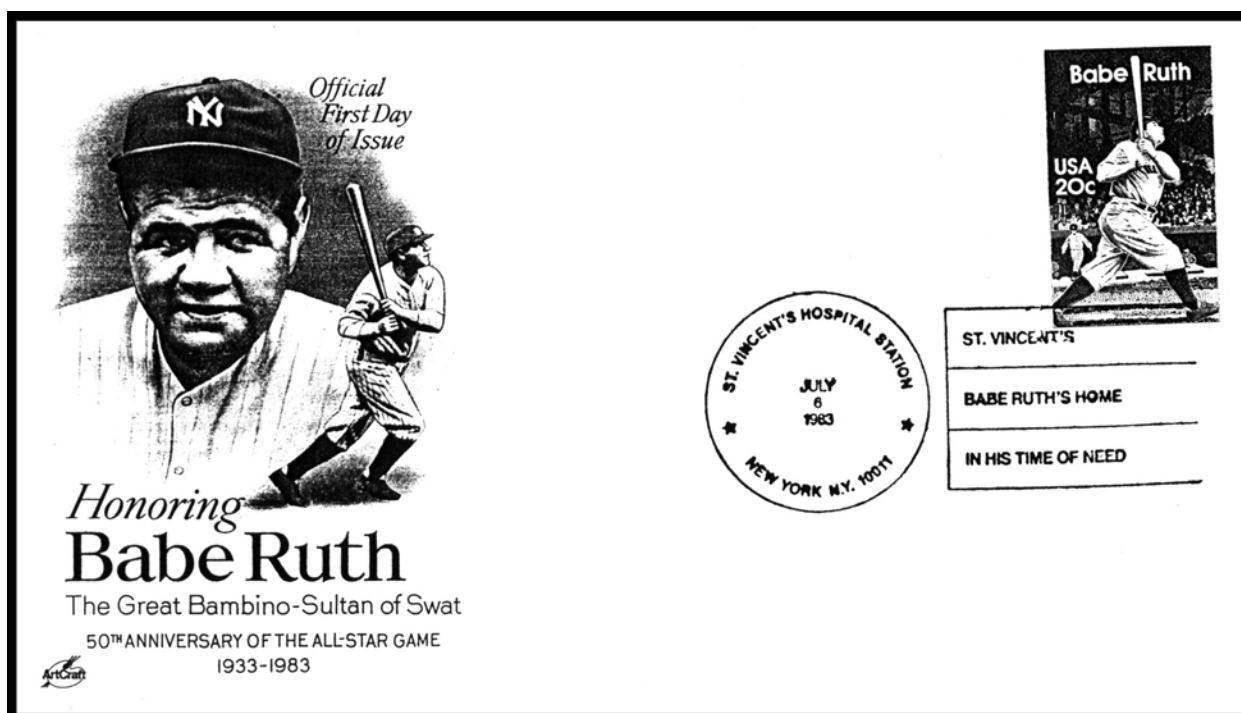 Official
First Day
of Issue
NY
Honoring
Babe Ruth
The Great Bambino-Sultan of Swat
50TH ANNIVERSARY OF THE ALL-STAR GAME
1933-1983
ArtCraft
Babe Ruth
USA
20c
ST. VINCENT'S HOSPITAL STATION
JULY
6
1983
NEW YORK N.Y. 10011
ST. VINCENT'S
BABE RUTH'S HOME
IN HIS TIME OF NEED